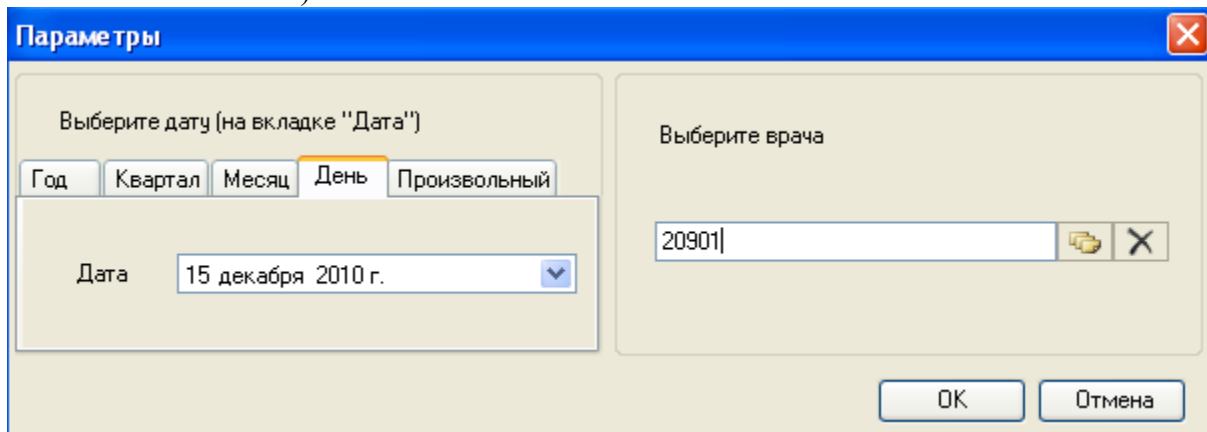 )
Параметры
Выберите дату (на вкладке "Дата")
Год Квартал Месяц День Произвольный
Дата 15 декабря 2010 г.
Выберите врача
20901
OK Отмена